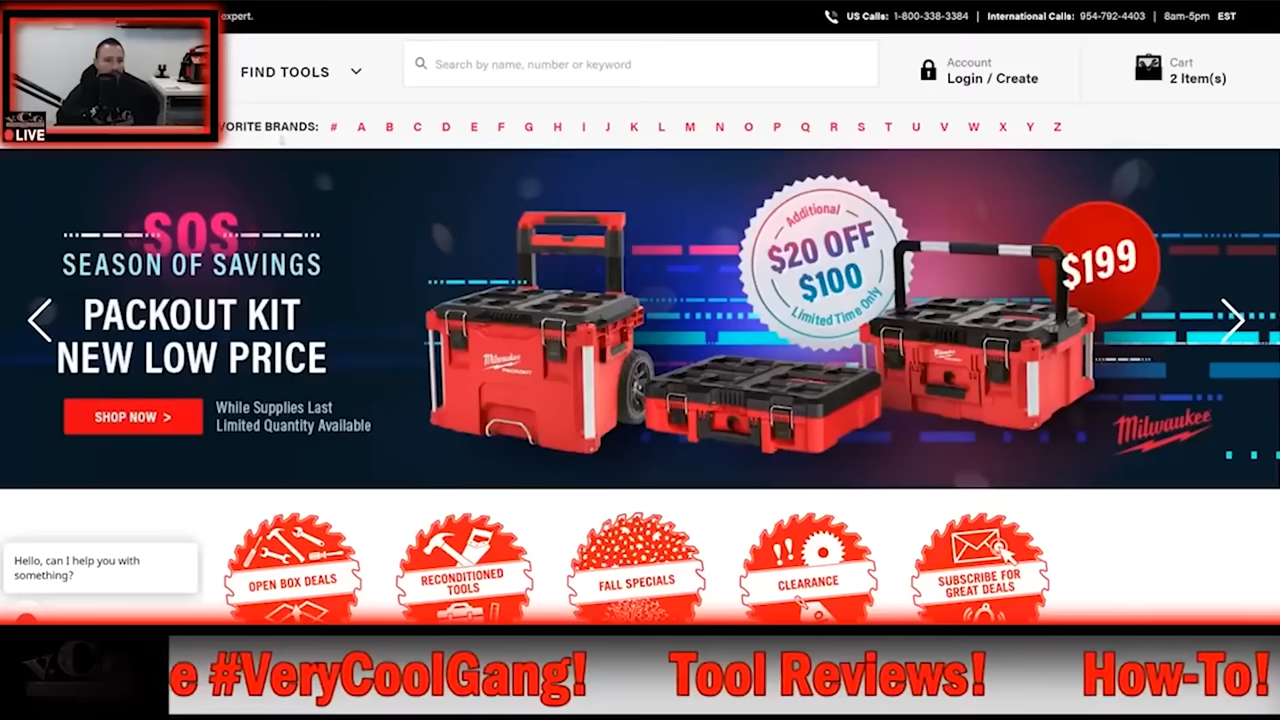 expert.
US Calls: 1-800-338-3384 | International Calls: 954-792-4403 | 8am-5pm EST
FIND TOOLS
Search by name, number or keyword
Account
Login / Create
Cart
2 Item(s)
LIVE
VORITE BRANDS: # A B C D E F G H I J K L M N O P Q R S T U V W X Y Z
SOS
SEASON OF SAVINGS
PACKOUT KIT
NEW LOW PRICE
SHOP NOW >
While Supplies Last
Limited Quantity Available
Additional
$20 OFF
$100
Limited Time Only
$199
Milwaukee
PACKOUT
Milwaukee
Milwaukee
Hello, can I help you with
something?
OPEN BOX DEALS
RECONDITIONED
TOOLS
FALL SPECIALS
CLEARANCE
SUBSCRIBE FOR
GREAT DEALS
e #VeryCoolGang! Tool Reviews! How-To!